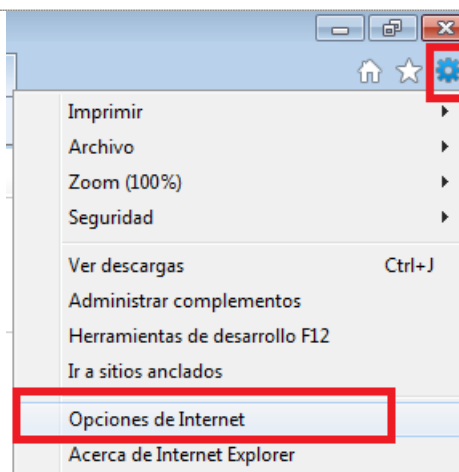 Imprimir
Archivo
Zoom (100%)
Seguridad
Ver descargas Ctrl+J
Administrar complementos
Herramientas de desarrollo F12
Ir a sitios anclados
Opciones de Internet
Acerca de Internet Explorer